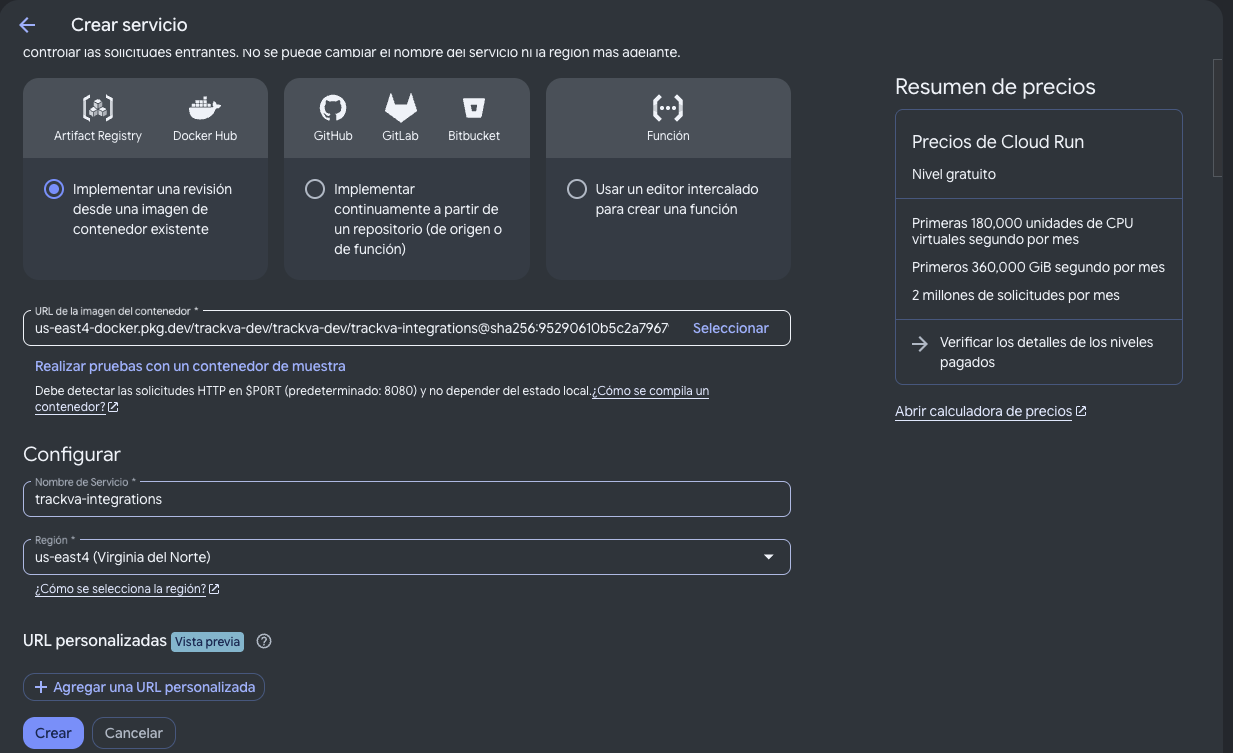 Crear servicio
controlar las solicitudes entrantes. No se puede cambiar el nombre del servicio ni la región más adelante.
Artifact Registry
Docker Hub
GitHub
GitLab
Bitbucket
Función
Implementar una revisión
desde una imagen de
contenedor existente
Implementar
continuamente a partir de
un repositorio (de origen o
de función)
Usar un editor intercalado
para crear una función
URL de la imagen del contenedor *
us-east4-docker.pkg.dev/trackva-dev/trackva-dev/trackva-integrations@sha256:95290610b5c2a7967
Seleccionar
Realizar pruebas con un contenedor de muestra
Debe detectar las solicitudes HTTP en $PORT (predeterminado: 8080) y no depender del estado local.¿Cómo se compila un
contenedor?
Configurar
Nombre de Servicio *
trackva-integrations
Región *
us-east4 (Virginia del Norte)
¿Cómo se selecciona la región?
URL personalizadas Vista previa
Agregar una URL personalizada
Crear
Cancelar
Resumen de precios
Precios de Cloud Run
Nivel gratuito
Primeras 180,000 unidades de CPU
virtuales segundo por mes
Primeros 360,000 GiB segundo por mes
2 millones de solicitudes por mes
Verificar los detalles de los niveles
pagados
Abrir calculadora de precios